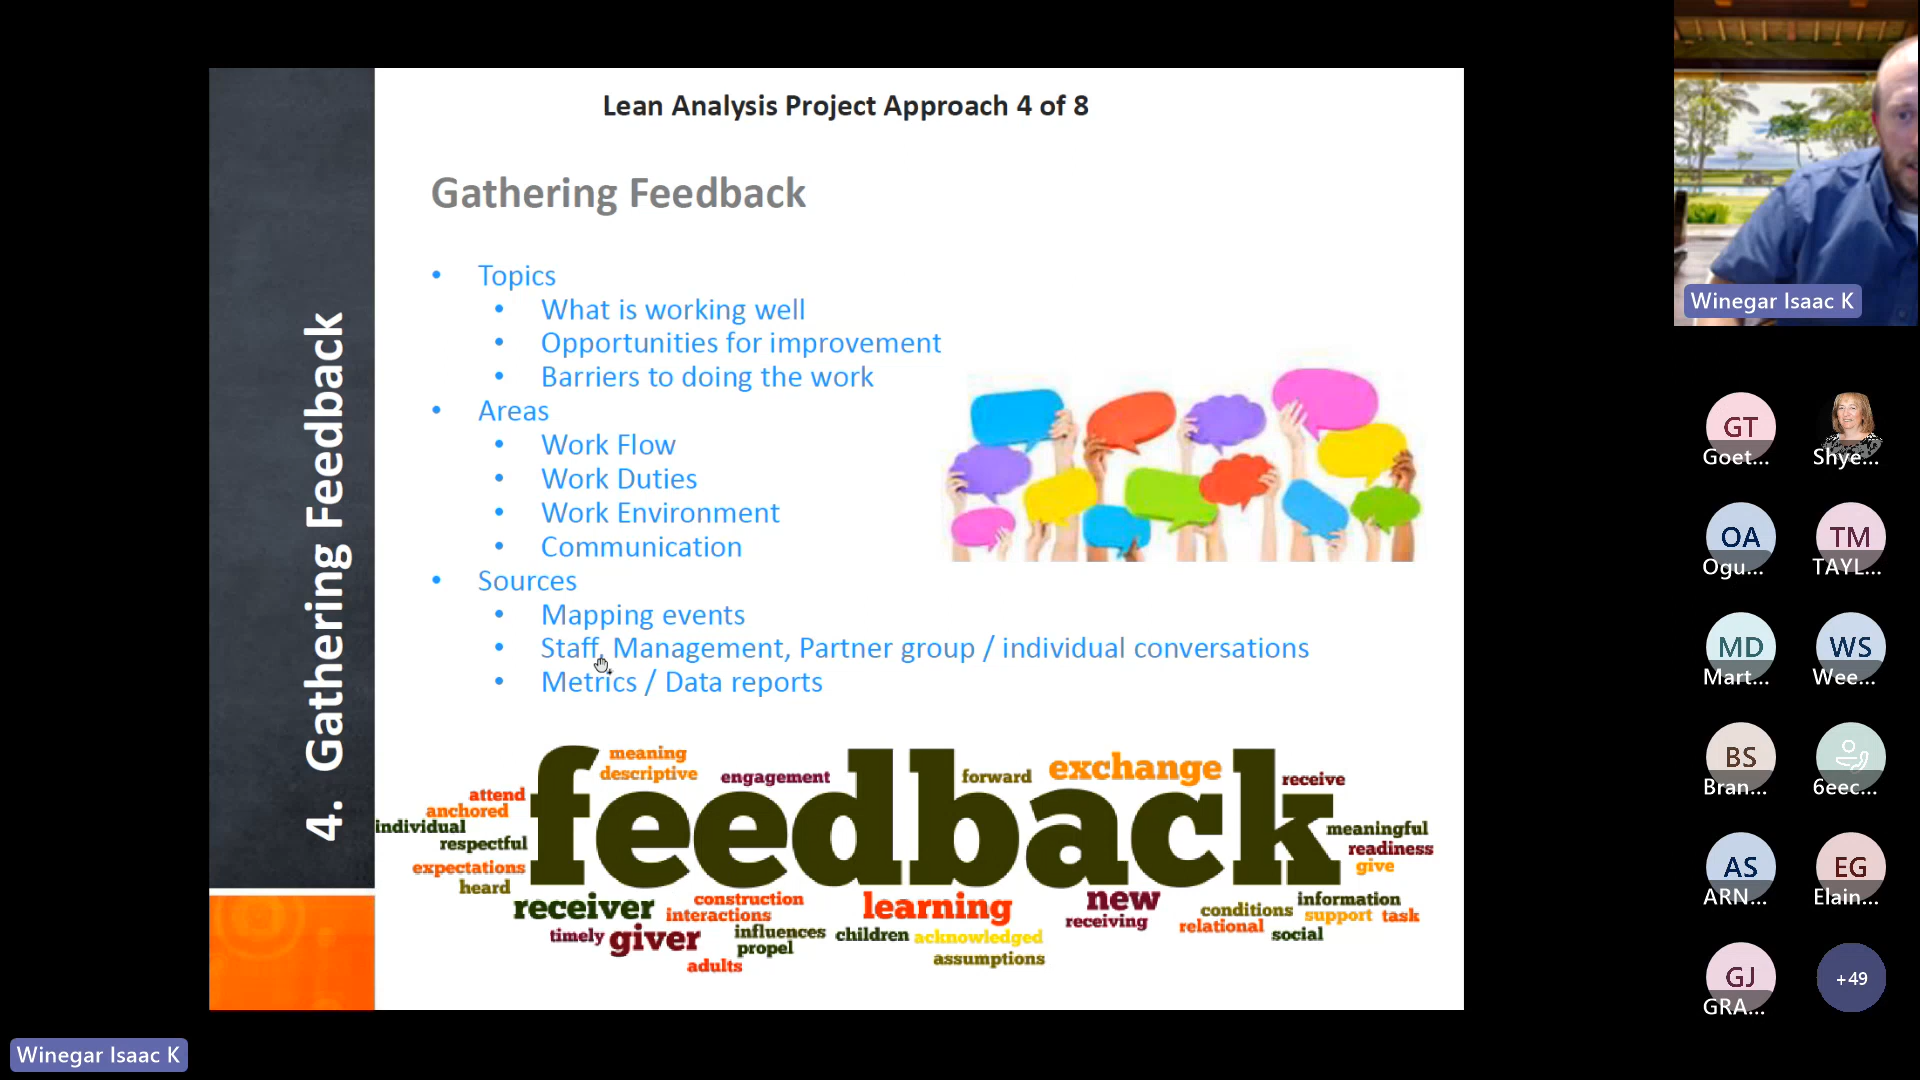 Lean Analysis Project Approach 4 of 8
4. Gathering Feedback
Gathering Feedback
• Topics
• What is working well
• Opportunities for improvement
• Barriers to doing the work
• Areas
• Work Flow
• Work Duties
• Work Environment
• Communication
• Sources
• Mapping events
• Staff, Management, Partner group / individual conversations
• Metrics / Data reports
feedback
meaning
descriptive
engagement
forward
exchange
receive
attend
anchored
individual
respectful
expectations
heard
meaningful
readiness
give
receiver
construction
interactions
learning
new
receiving
conditions
information
relational
support
task
social
timely
giver
influences
propel
children
acknowledged
assumptions
adults
Winegar Isaac K
GT
Goet...
Shye...
OA
Ogu...
TM
TAYL...
MD
Mart...
WS
Wee...
BS
Bran...
6eec...
AS
ARN...
EG
Elain...
GJ
GRA...
+49
Winegar Isaac K